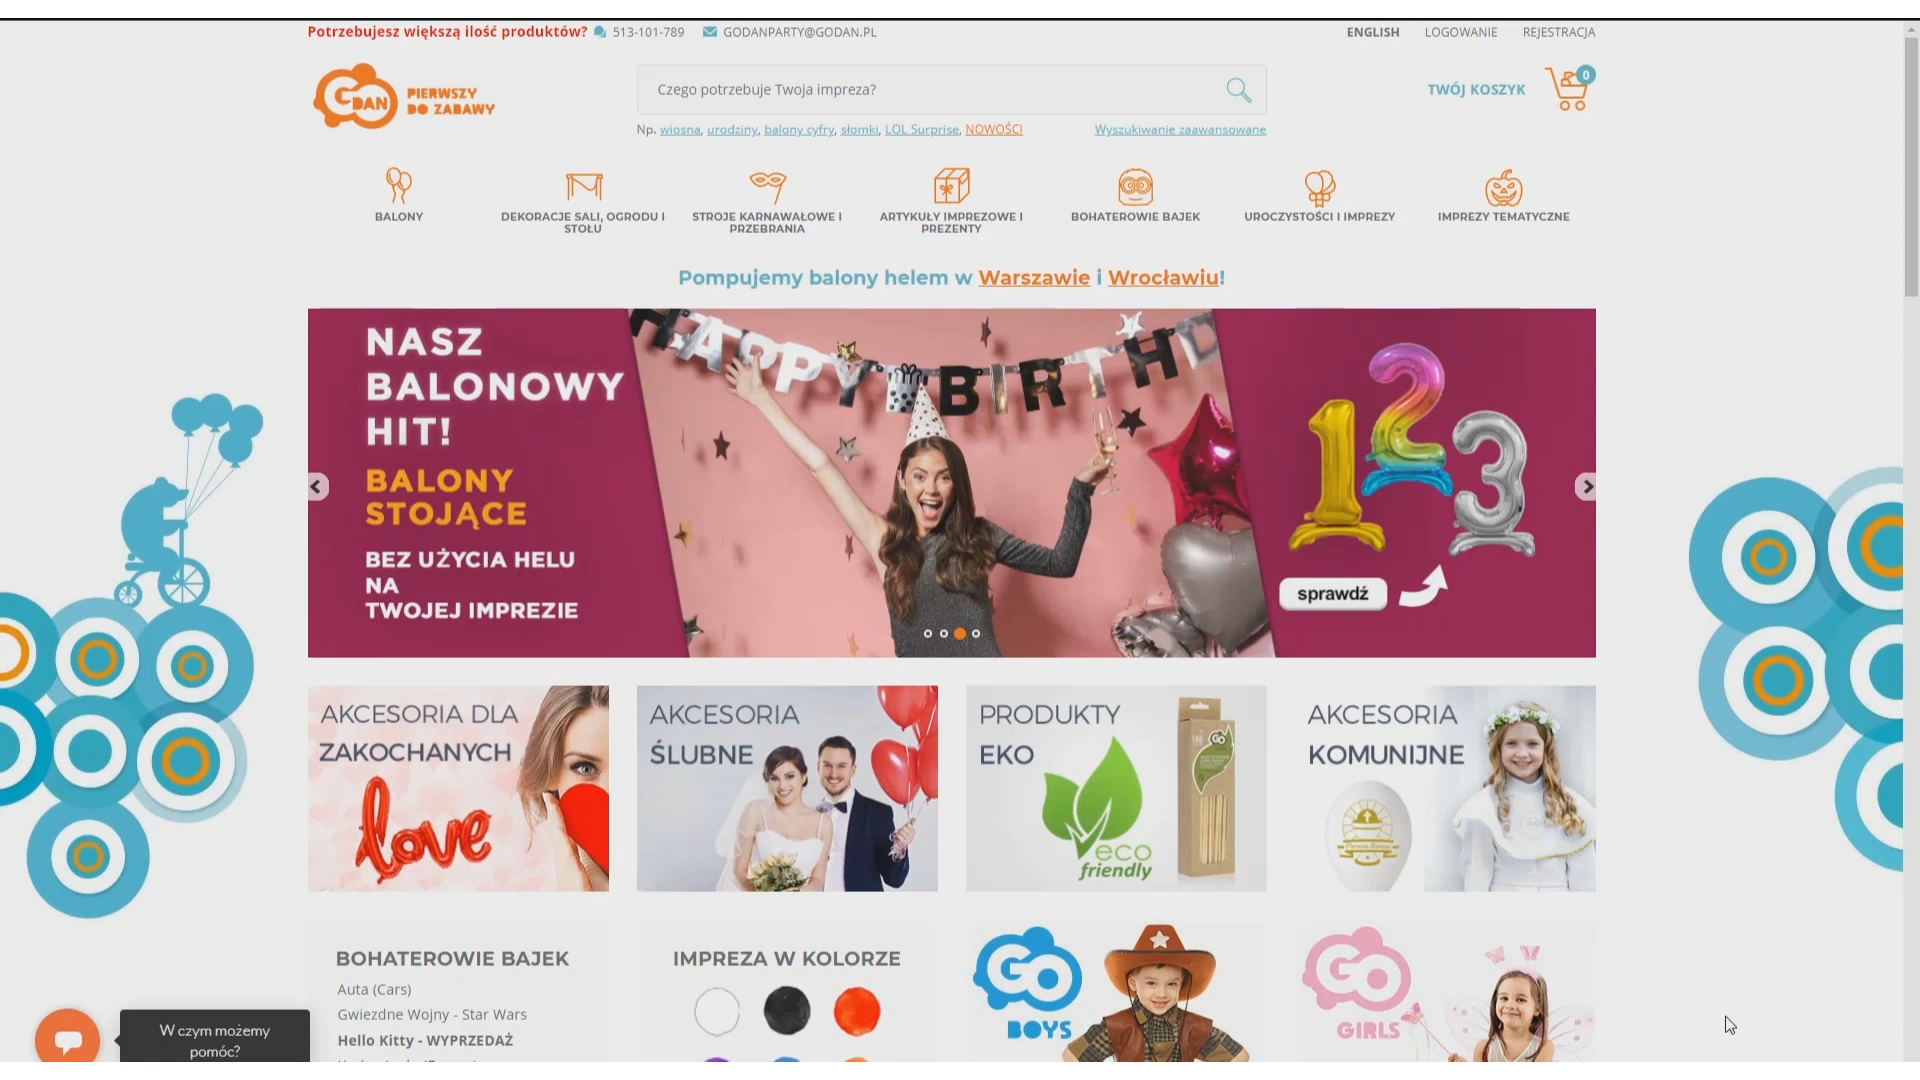 Potrzebujesz większą ilość produktów? 513-101-789 GODANPARTY@GODAN.PL ENGLISH LOGOWANIE REJESTRACJA
GODAN PIERWSZY DO ZABAWY
Czego potrzebuje Twoja impreza?
TWÓJ KOSZYK 0
Np. wiosna, urodziny, balony cyfry, słomki, LOL Surprise, NOWOŚCI Wyszukiwanie zaawansowane
BALONY
DEKORACJE SALI, OGRODU I
STOŁU
STROJE KARNAWAŁOWE I
PRZEBRANIA
ARTYKUŁY IMPREZOWE I
PREZENTY
BOHATEROWIE BAJEK
UROCZYSTOŚCI I IMPREZY
IMPREZY TEMATYCZNE
Pompujemy balony helem w Warszawie i Wrocławiu!
NASZ
BALONOWY
HIT!
BALONY
STOJĄCE
BEZ UŻYCIA HELU
NA
TWOJEJ IMPREZIE
HAPPY BIRTHD
123
sprawdź
AKCESORIA DLA
ZAKOCHANYCH
love
AKCESORIA
ŚLUBNE
PRODUKTY
EKO
eco
friendly
100
GO
AKCESORIA
KOMUNIJNE
BOHATEROWIE BAJEK
Auta (Cars)
Gwiezdne Wojny - Star Wars
Hello Kitty - WYPRZEDAŻ
IMPREZA W KOLORZE
GO
BOYS
GO
GIRLS
W czym możemy
pomóc?